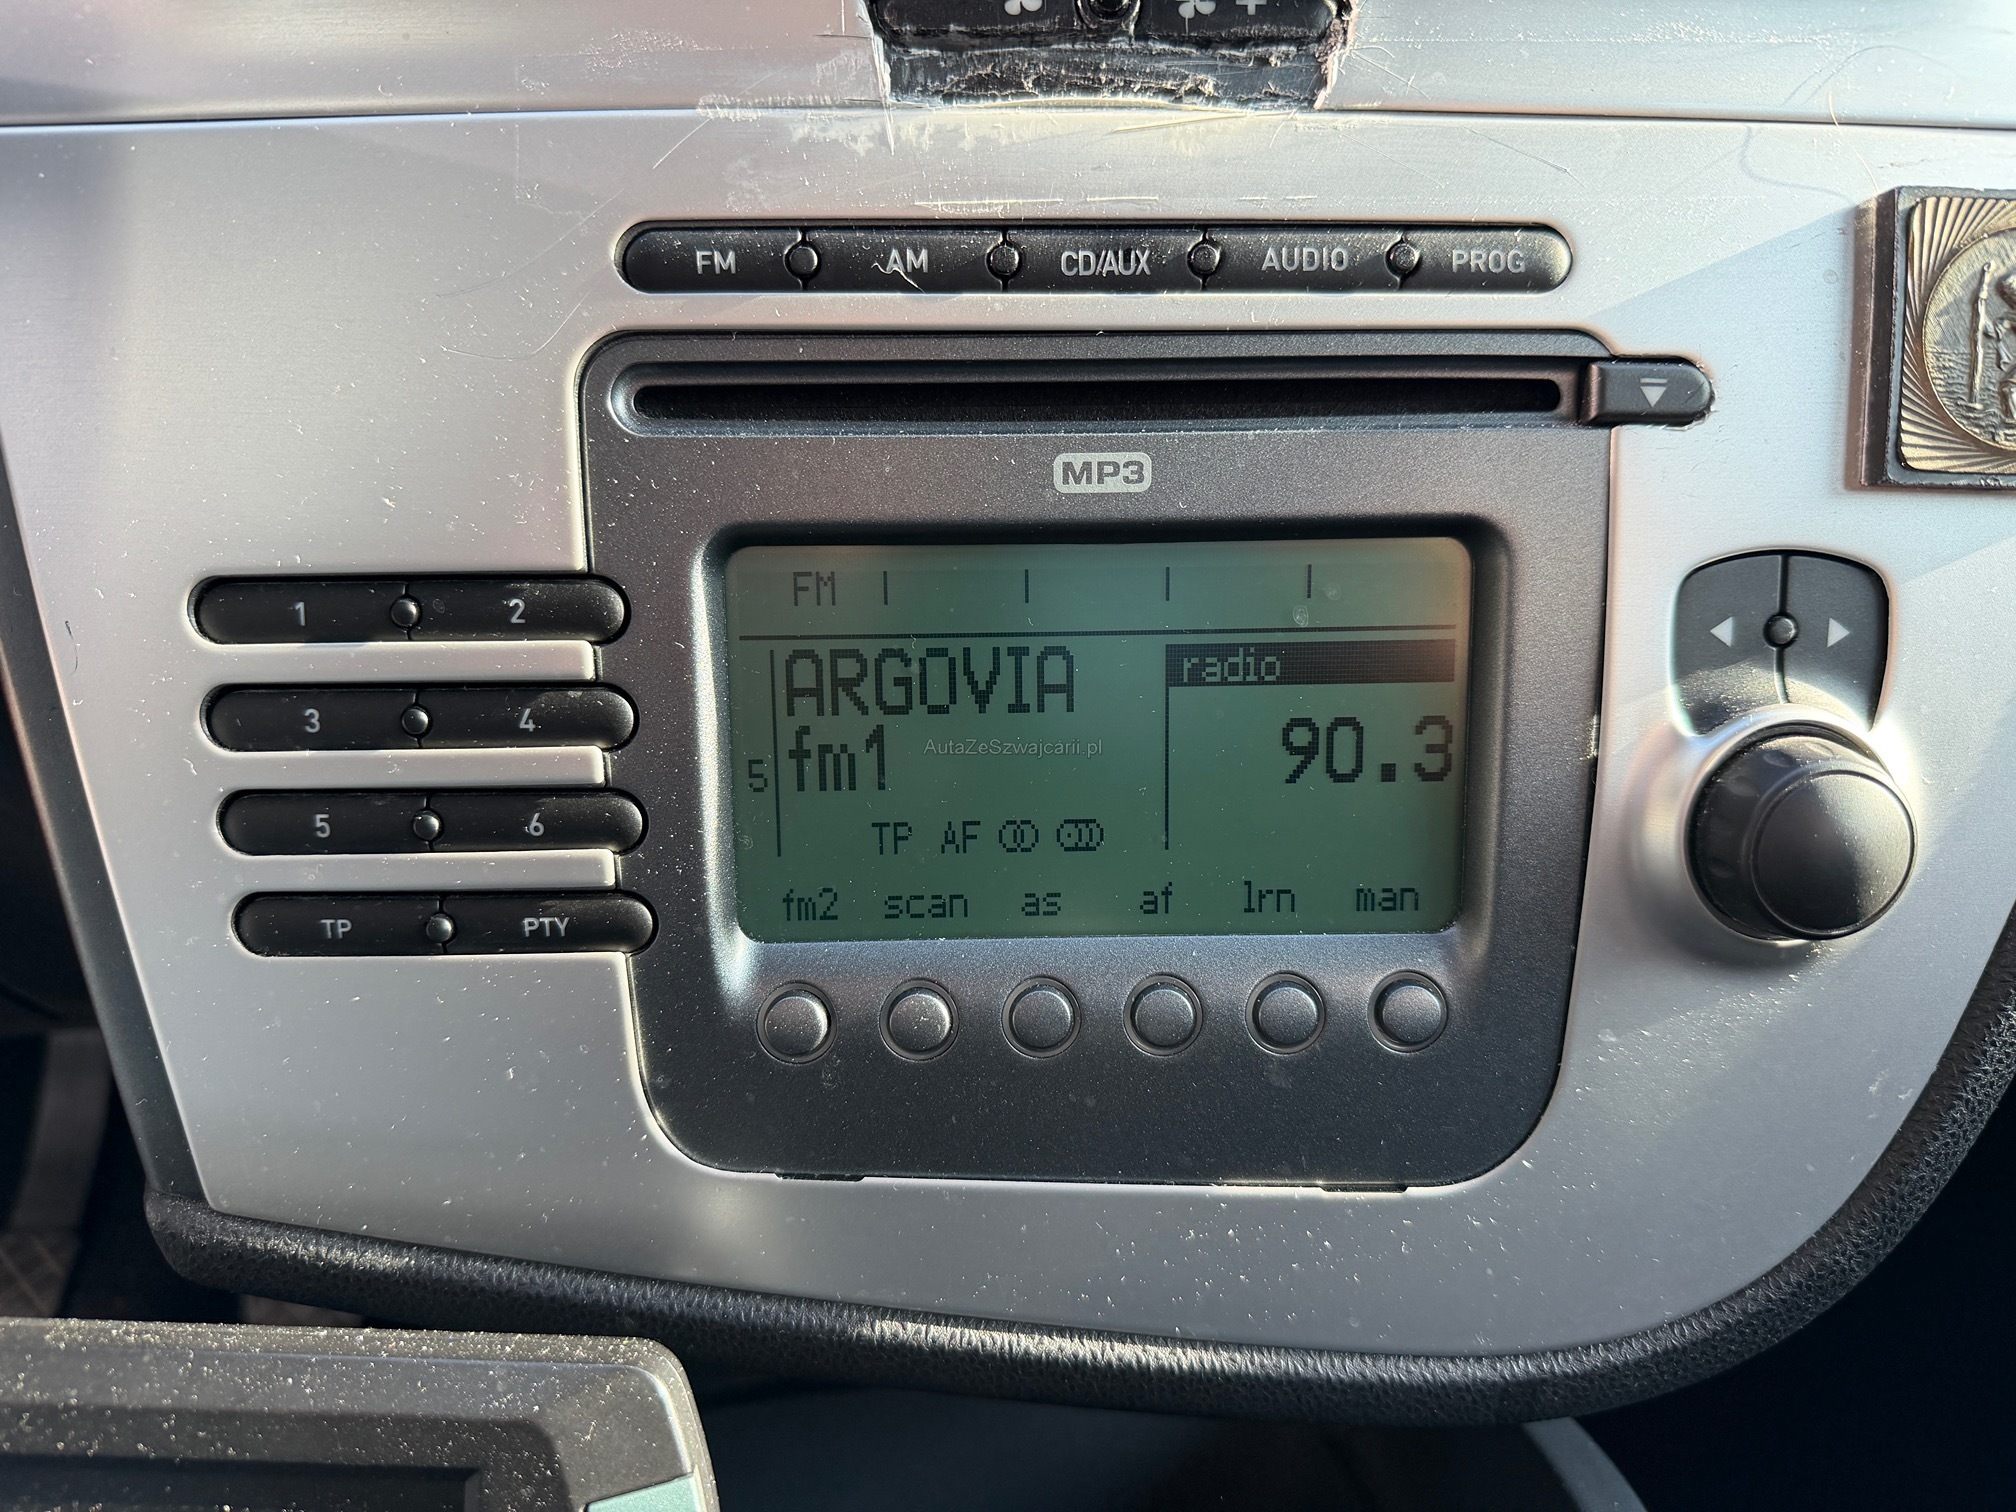 FM AM CD/AUX AUDIO PROG
MP3
FM
ARGOVIA
radio
fm1
90.3
5
AutaZeSzwajcarii.pl
TP AF
fm2 scan as af lrn man
1 2
3 4
5 6
TP PTY